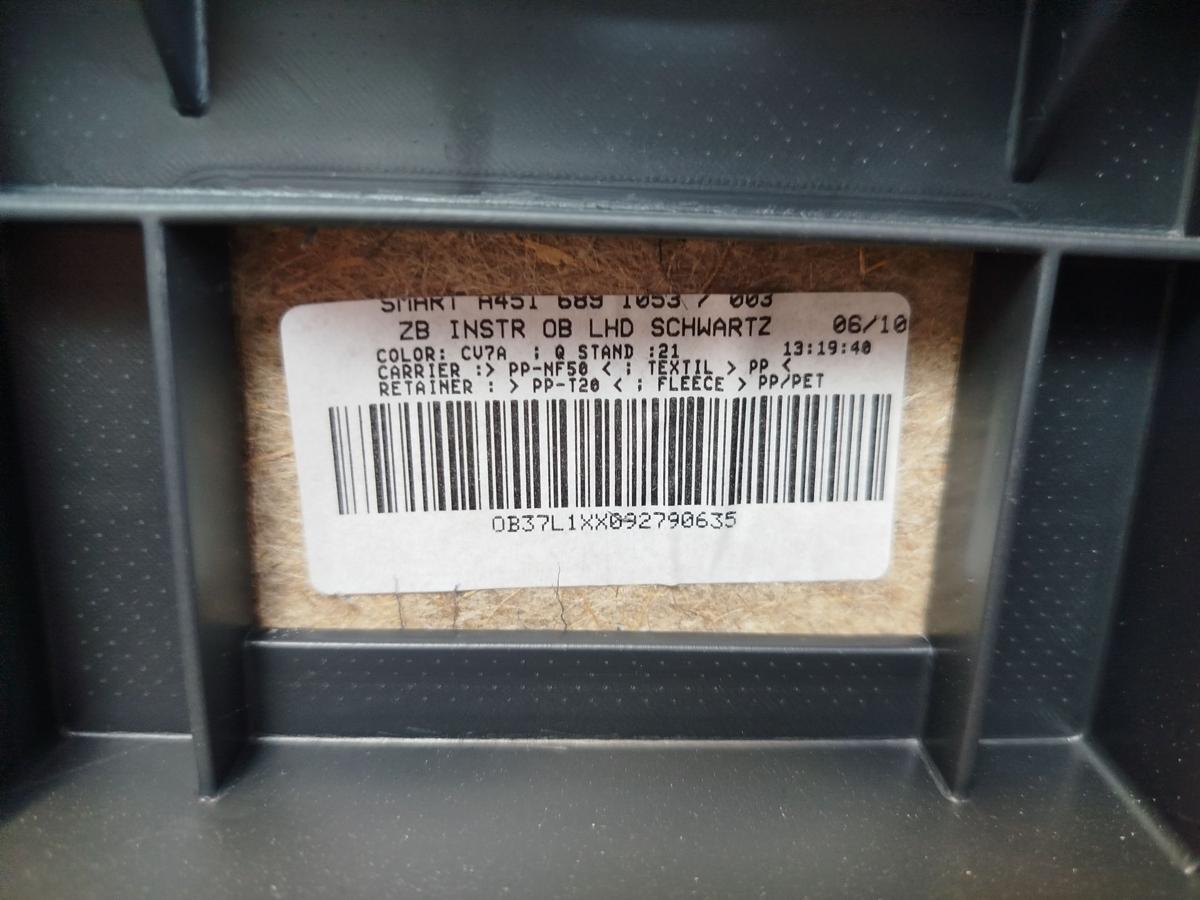 SMART A451 689 1053 / 003
ZB INSTR OB LHD SCHWARTZ 06/10
COLOR: CV7A ; Q STAND :21 13:19:40
CARRIER :> PP-NF50 < ; TEXTIL > PP <
RETAINER : > PP-T20 < ; FLEECE > PP/PET
OB37L1XX092790635